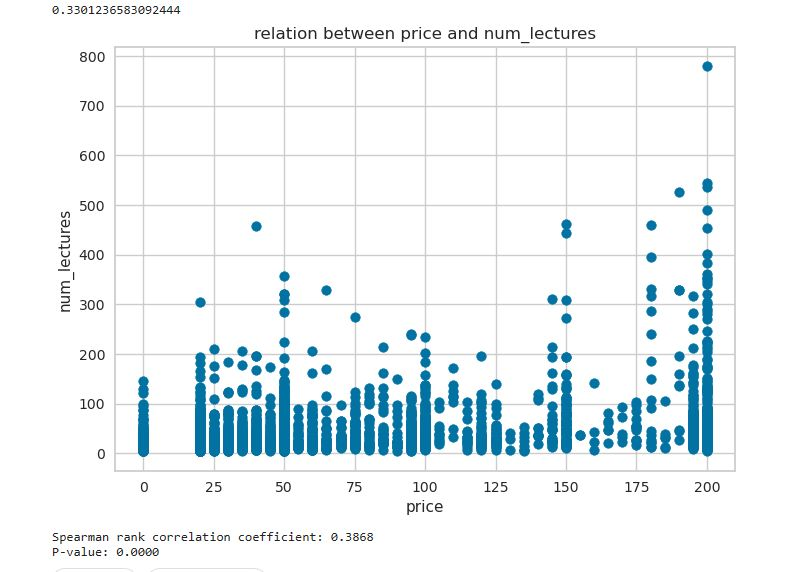 0.3301236583092444
relation between price and num_lectures
800
700
600
500
400
300
200
100
0
num_lectures
0 25 50 75 100 125 150 175 200
price
Spearman rank correlation coefficient: 0.3868
P-value: 0.0000